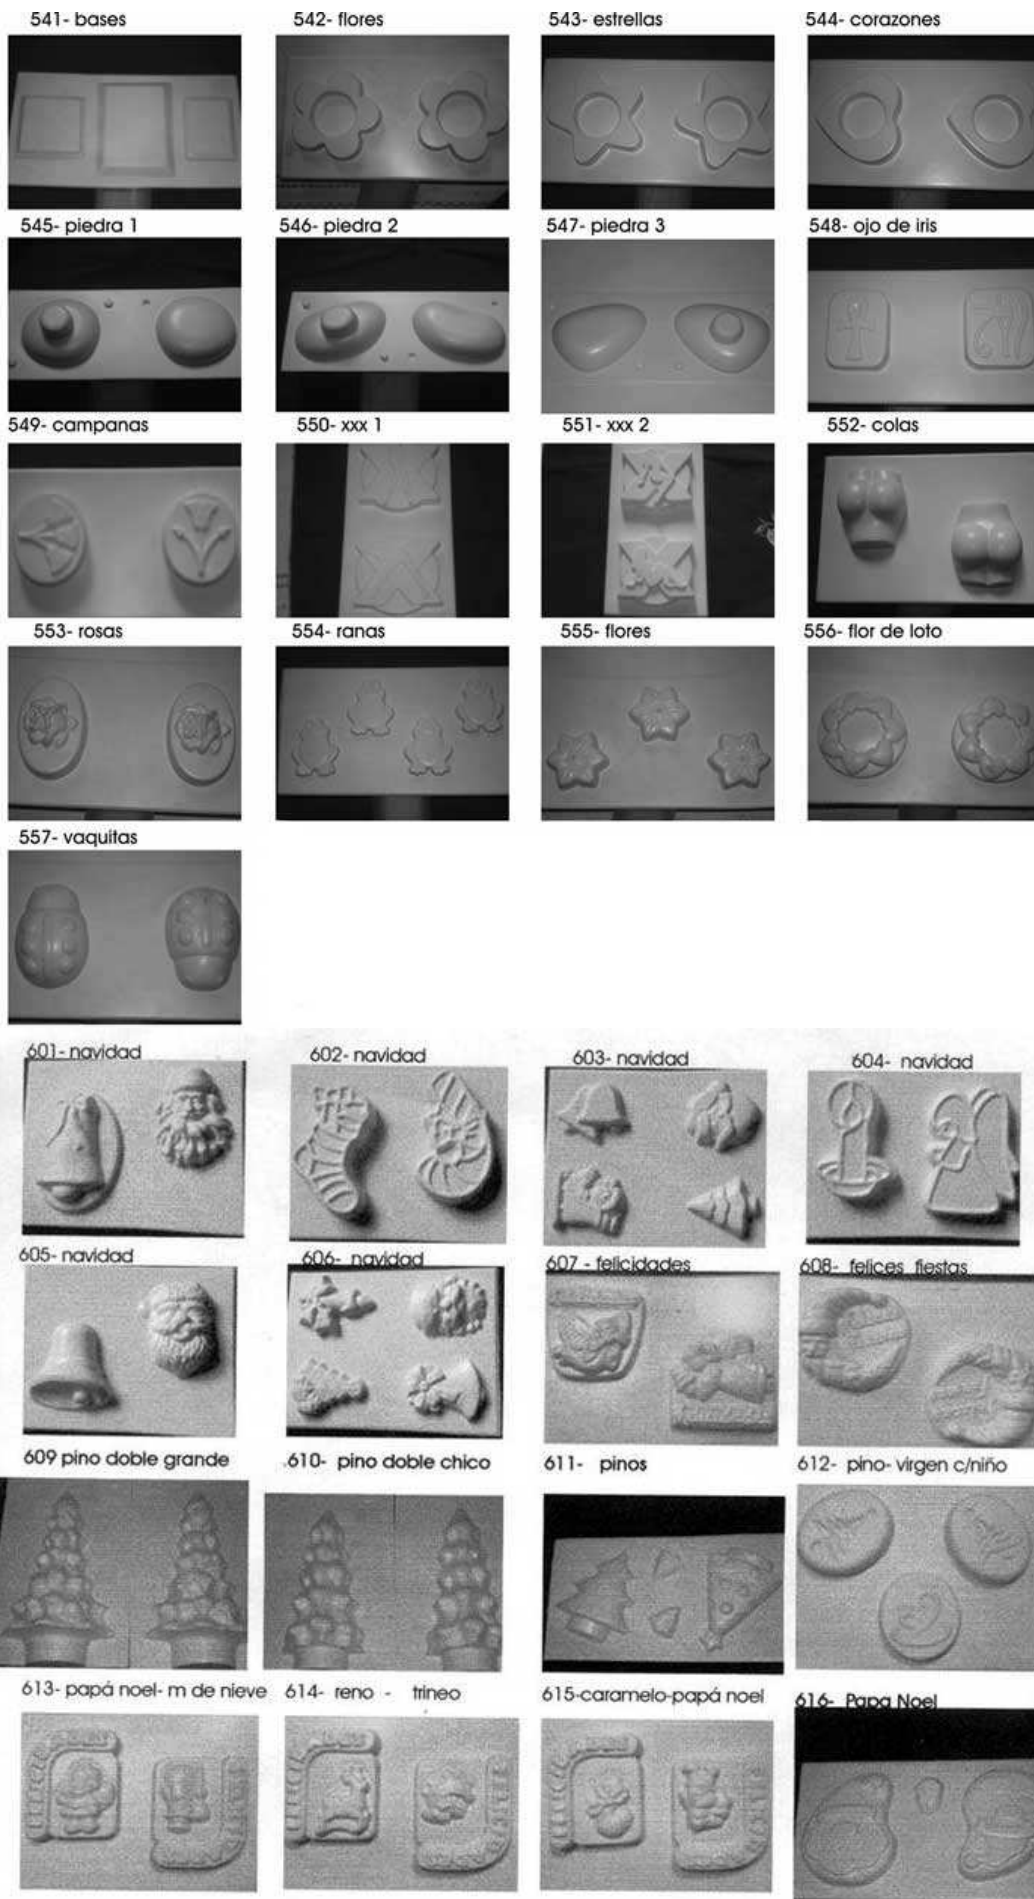 541- bases
542- flores
543- estrellas
544- corazones
545- piedra 1
546- piedra 2
547- piedra 3
548- ojo de iris
549- campanas
550- xxx 1
551- xxx 2
552- colas
553- rosas
554- ranas
555- flores
556- flor de loto
557- vaquitas
601- navidad
602- navidad
603- navidad
604- navidad
605- navidad
606- navidad
607 - felicidades
608- felices fiestas
609 pino doble grande
.610- pino doble chico
611- pinos
612- pino- virgen c/niño
613- papá noel- m de nieve
614- reno - trineo
615-caramelo-papá noel
616- Papa Noel